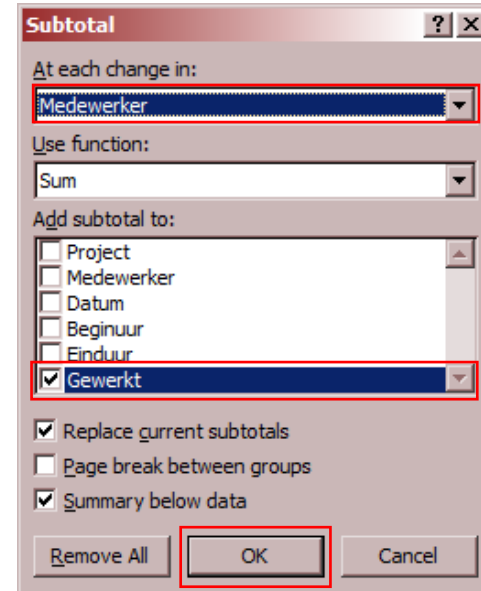 Subtotal
At each change in:
Medewerker
Use function:
Sum
Add subtotal to:
Project
Medewerker
Datum
Beginuur
Einduur
Gewerkt
Replace current subtotals
Page break between groups
Summary below data
Remove All OK Cancel